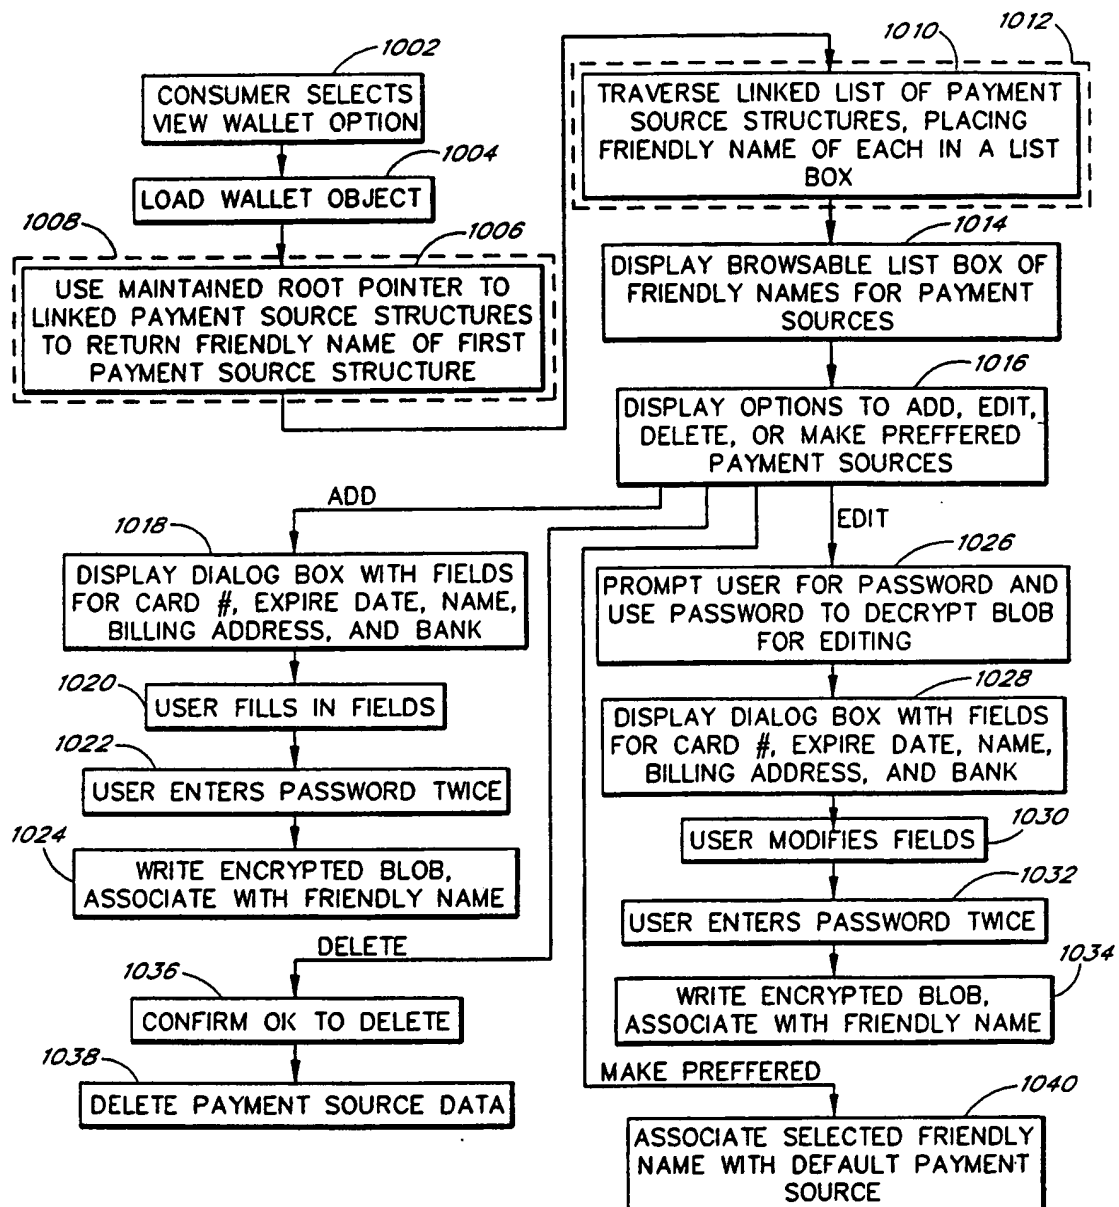 1002
CONSUMER SELECTS
VIEW WALLET OPTION
1004
LOAD WALLET OBJECT
1008
1006
USE MAINTAINED ROOT POINTER TO
LINKED PAYMENT SOURCE STRUCTURES
TO RETURN FRIENDLY NAME OF FIRST
PAYMENT SOURCE STRUCTURE
1010
1012
TRAVERSE LINKED LIST OF PAYMENT
SOURCE STRUCTURES, PLACING
FRIENDLY NAME OF EACH IN A LIST
BOX
1014
DISPLAY BROWSABLE LIST BOX OF
FRIENDLY NAMES FOR PAYMENT
SOURCES
1016
DISPLAY OPTIONS TO ADD, EDIT,
DELETE, OR MAKE PREFFERED
PAYMENT SOURCES
ADD
1018
DISPLAY DIALOG BOX WITH FIELDS
FOR CARD #, EXPIRE DATE, NAME,
BILLING ADDRESS, AND BANK
1020
USER FILLS IN FIELDS
1022
USER ENTERS PASSWORD TWICE
1024
WRITE ENCRYPTED BLOB,
ASSOCIATE WITH FRIENDLY NAME
EDIT
1026
PROMPT USER FOR PASSWORD AND
USE PASSWORD TO DECRYPT BLOB
FOR EDITING
1028
DISPLAY DIALOG BOX WITH FIELDS
FOR CARD #, EXPIRE DATE, NAME,
BILLING ADDRESS, AND BANK
1030
USER MODIFIES FIELDS
1032
USER ENTERS PASSWORD TWICE
1034
WRITE ENCRYPTED BLOB,
ASSOCIATE WITH FRIENDLY NAME
DELETE
1036
CONFIRM OK TO DELETE
1038
DELETE PAYMENT SOURCE DATA
MAKE PREFFERED
1040
ASSOCIATE SELECTED FRIENDLY
NAME WITH DEFAULT PAYMENT
SOURCE